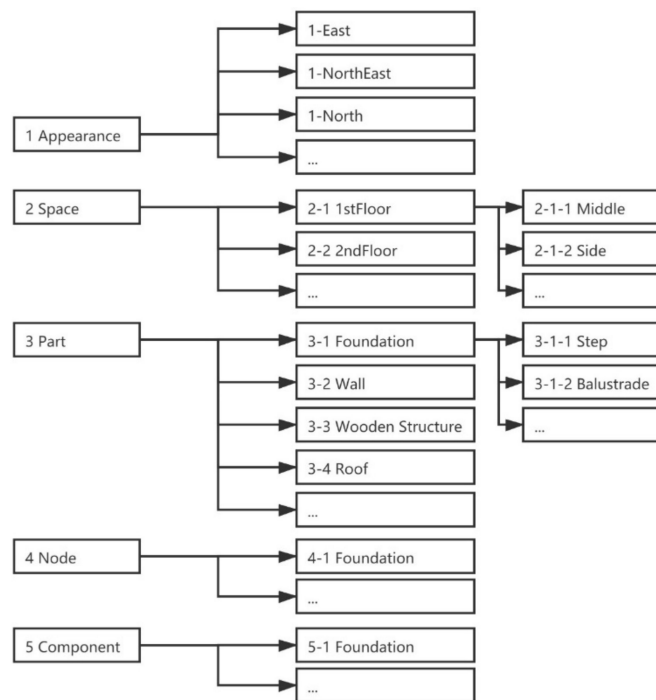 1 Appearance
1-East
1-NorthEast
1-North
...
2 Space
2-1 1stFloor
2-2 2ndFloor
...
2-1-1 Middle
2-1-2 Side
...
3 Part
3-1 Foundation
3-2 Wall
3-3 Wooden Structure
3-4 Roof
...
3-1-1 Step
3-1-2 Balustrade
...
4 Node
4-1 Foundation
...
5 Component
5-1 Foundation
...